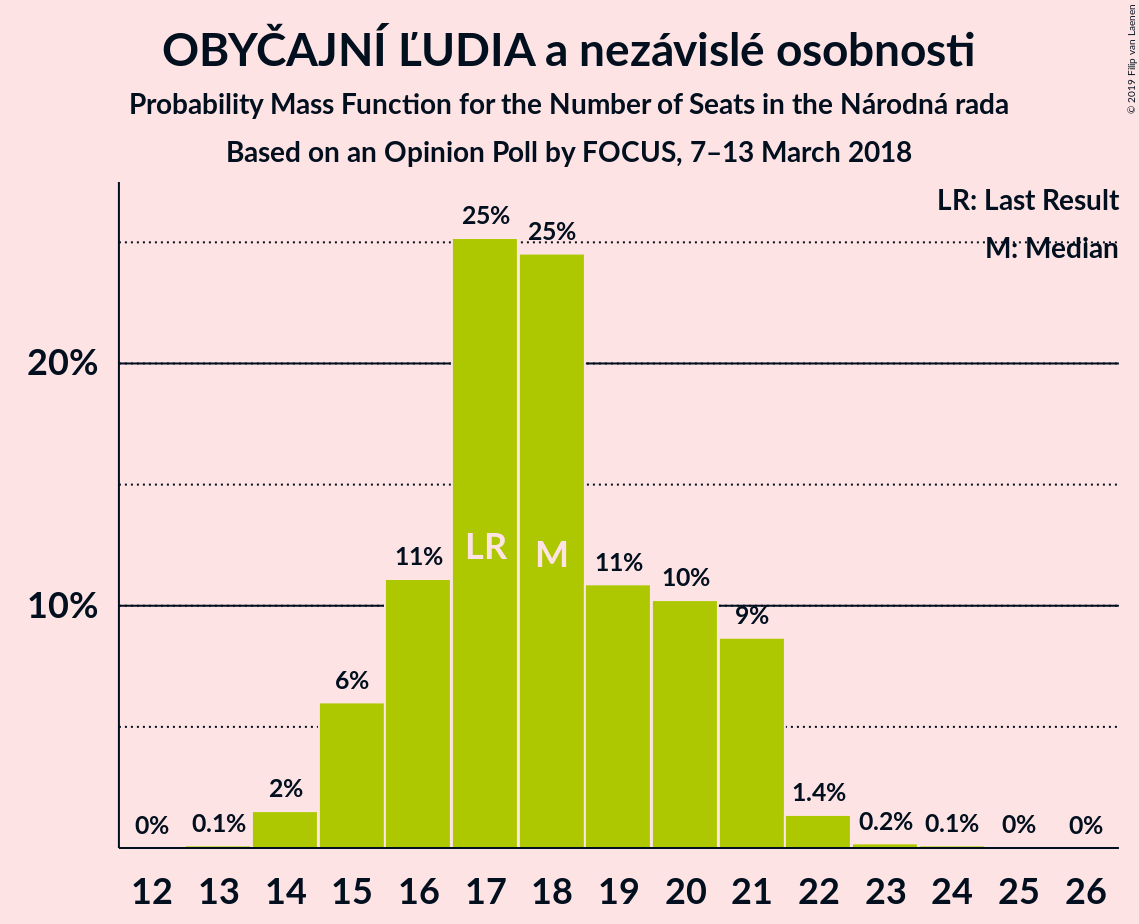 OBYČAJNÍ ĽUDIA a nezávislé osobnosti
Probability Mass Function for the Number of Seats in the Národná rada
Based on an Opinion Poll by FOCUS, 7–13 March 2018
© 2019 Filip van Laenen
LR: Last Result
M: Median
20%
10%
0%
0.1%
2%
6%
11%
25%
25%
11%
10%
9%
1.4%
0.2%
0.1%
0%
0%
LR
M
12 13 14 15 16 17 18 19 20 21 22 23 24 25 26